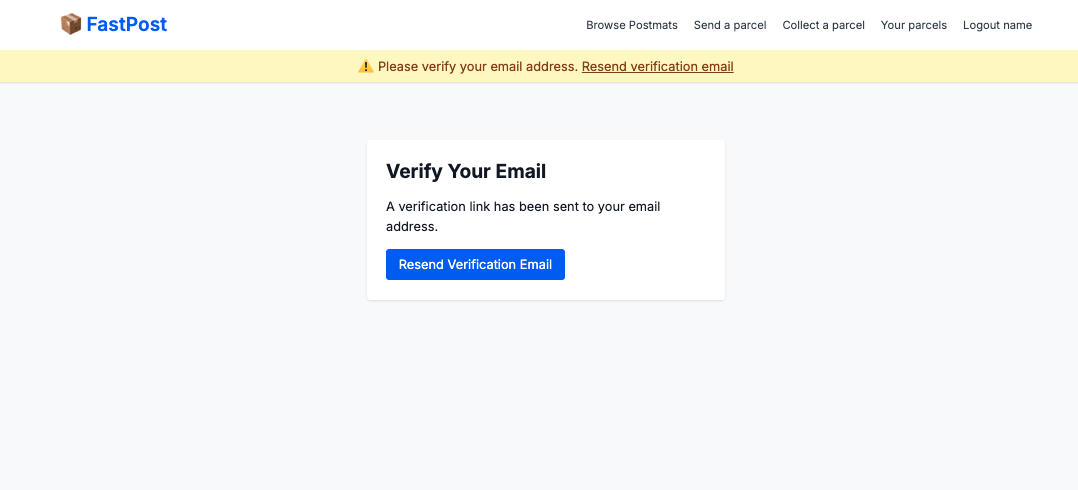 📦 FastPost
Browse Postmats Send a parcel Collect a parcel Your parcels Logout name
⚠️ Please verify your email address. Resend verification email
Verify Your Email
A verification link has been sent to your email
address.
Resend Verification Email